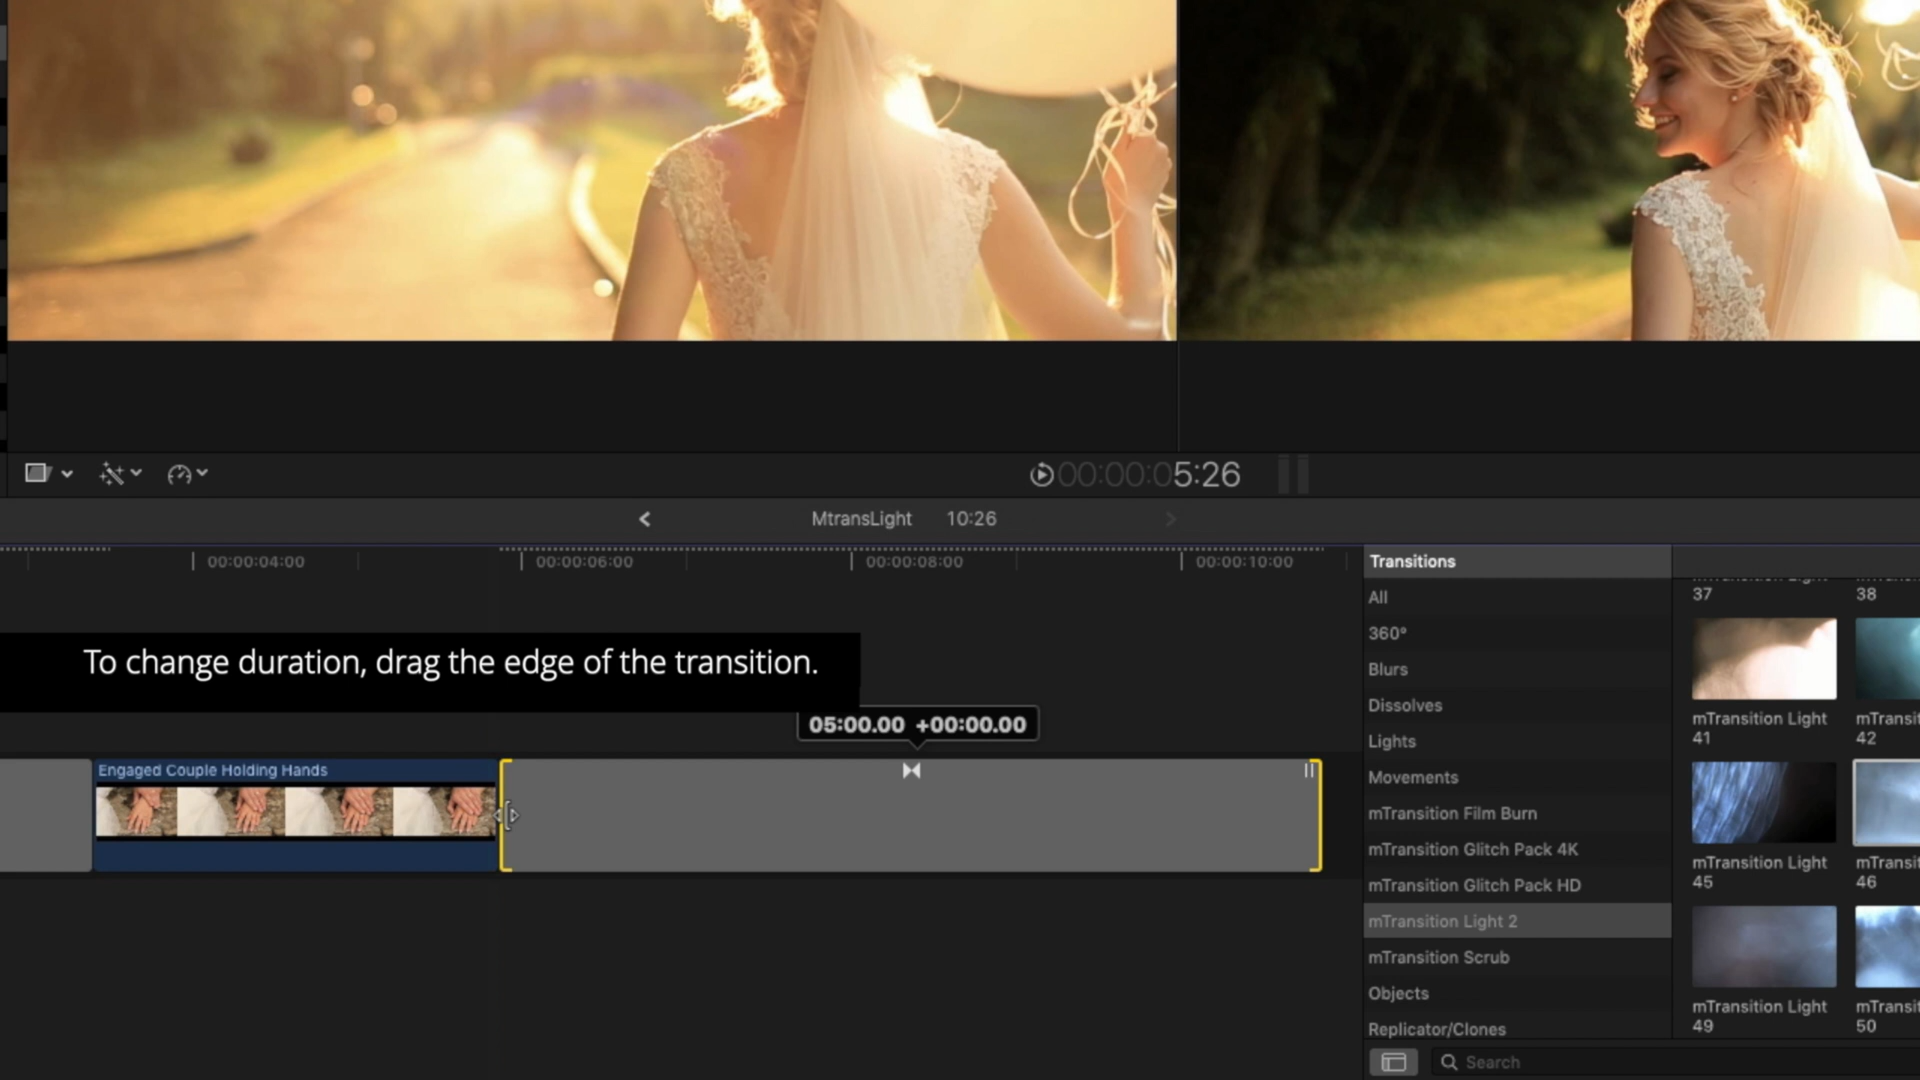 00:00:05:26
MtransLight 10:26
00:00:04:00 00:00:06:00 00:00:08:00 00:00:10:00
To change duration, drag the edge of the transition.
05:00.00 +00:00.00
Engaged Couple Holding Hands
Transitions
All
360°
Blurs
Dissolves
Lights
Movements
mTransition Film Burn
mTransition Glitch Pack 4K
mTransition Glitch Pack HD
mTransition Light 2
mTransition Scrub
Objects
Replicator/Clones
Search
37 38
mTransition Light
41
mTransit
42
mTransition Light
45
mTransit
46
mTransition Light
49
mTransit
50